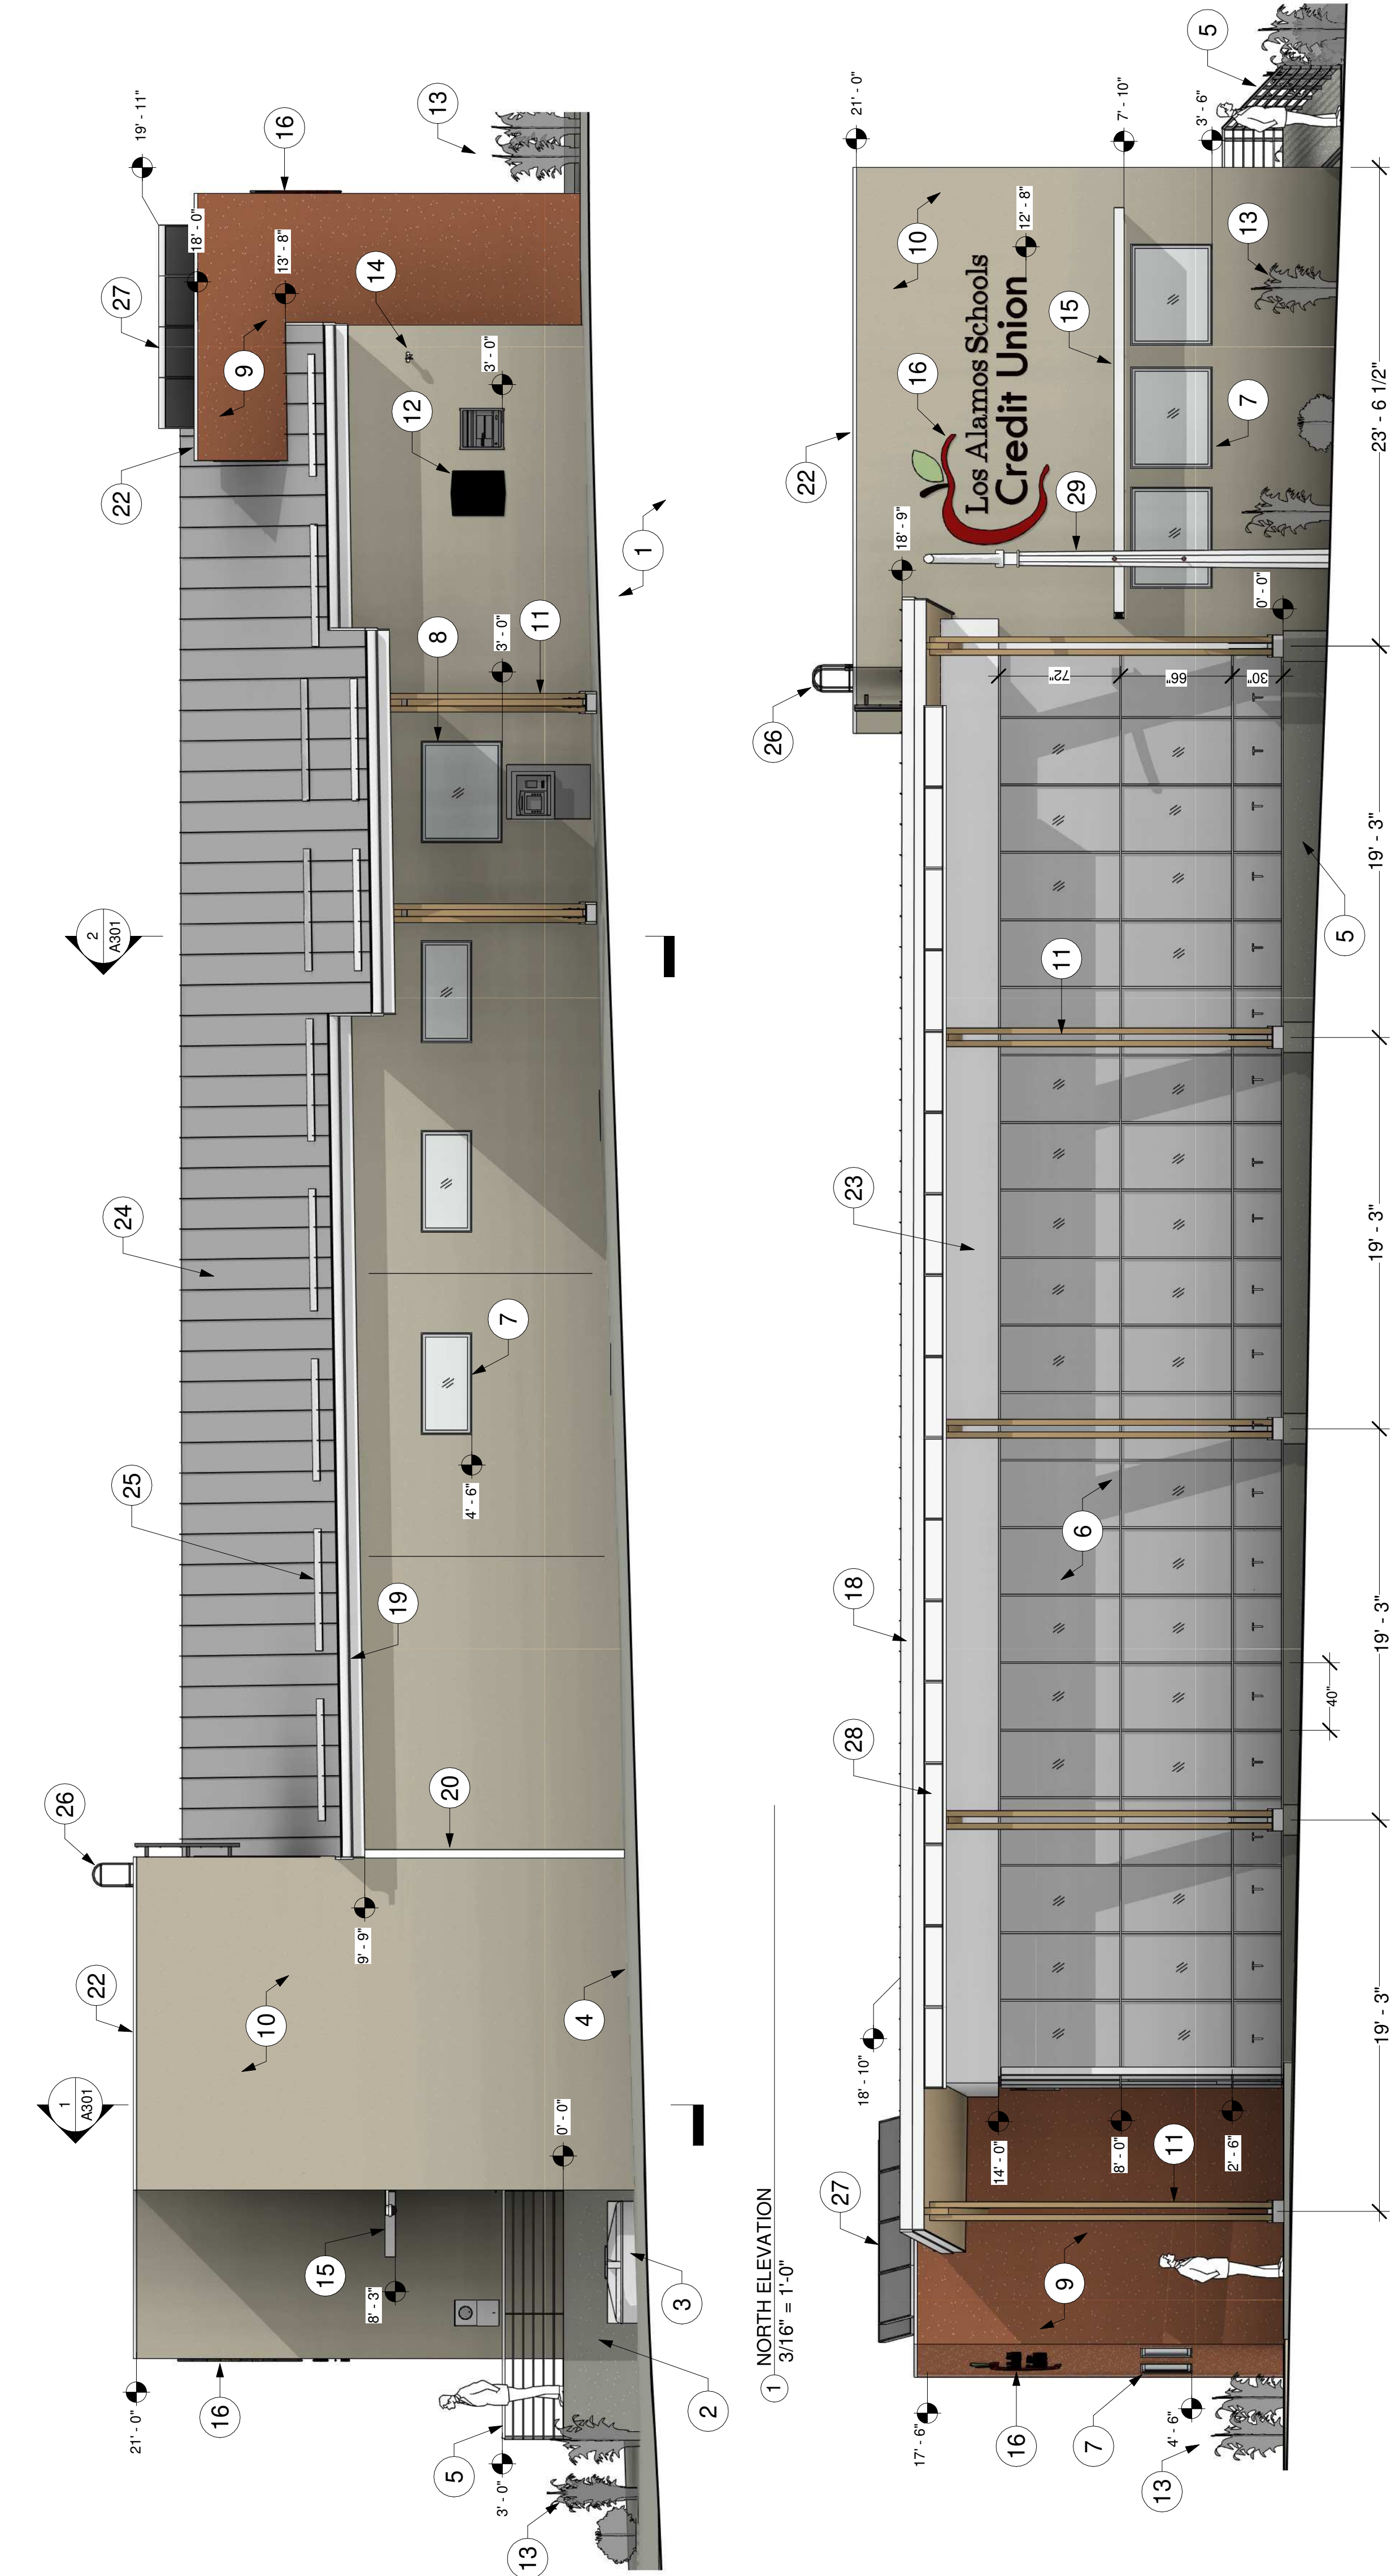 1
A301
2
A301
22
26
25
24
22
27
19' - 11"
21' - 0"
10
9
18' - 0"
16
13' - 8"
16
15
8' - 3"
9' - 9"
20
19
4' - 6"
7
8
3' - 0"
11
12
3' - 0"
14
13
5
3' - 0"
13
2
3
0' - 0"
4
1
1
NORTH ELEVATION
3/16" = 1'-0"
27
18' - 10"
28
18
23
26
18' - 9"
22
21' - 0"
17' - 6"
16
7
4' - 6"
13
9
11
14' - 0"
8' - 0"
2' - 6"
6
11
72"
66"
30"
0' - 0"
16
10
Los Alamos Schools
Credit Union
12' - 8"
29
15
7' - 10"
7
3' - 6"
13
5
5
40"
19' - 3"
19' - 3"
19' - 3"
19' - 3"
23' - 6 1/2"